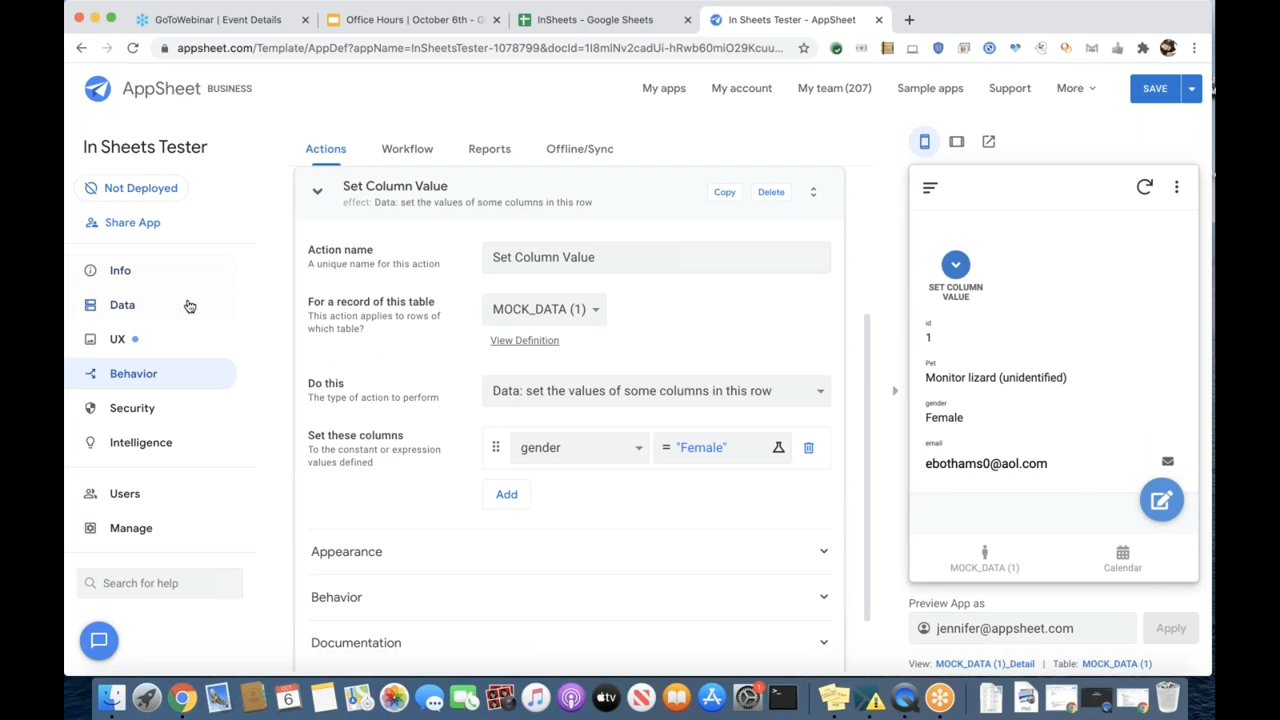 GoToWebinar | Event Details
Office Hours | October 6th - G
InSheets - Google Sheets
In Sheets Tester - AppSheet
appsheet.com/Template/AppDef?appName=InSheetsTester-1078799&docId=1I8mlNv2cadUi-hRwb60miO29Kcuu...
AppSheet BUSINESS
My apps
My account
My team (207)
Sample apps
Support
More
SAVE
In Sheets Tester
Not Deployed
Share App
Info
Data
UX
Behavior
Security
Intelligence
Users
Manage
Search for help
Actions
Workflow
Reports
Offline/Sync
Set Column Value
effect: Data: set the values of some columns in this row
Copy
Delete
Action name
A unique name for this action
Set Column Value
For a record of this table
This action applies to rows of
which table?
MOCK_DATA (1)
View Definition
Do this
The type of action to perform
Data: set the values of some columns in this row
Set these columns
To the constant or expression
values defined
gender
= "Female"
Add
Appearance
Behavior
Documentation
SET COLUMN
VALUE
id
1
Pet
Monitor lizard (unidentified)
gender
Female
email
ebothams0@aol.com
MOCK_DATA (1)
Calendar
Preview App as
jennifer@appsheet.com
Apply
View: MOCK_DATA (1)_Detail | Table: MOCK_DATA (1)